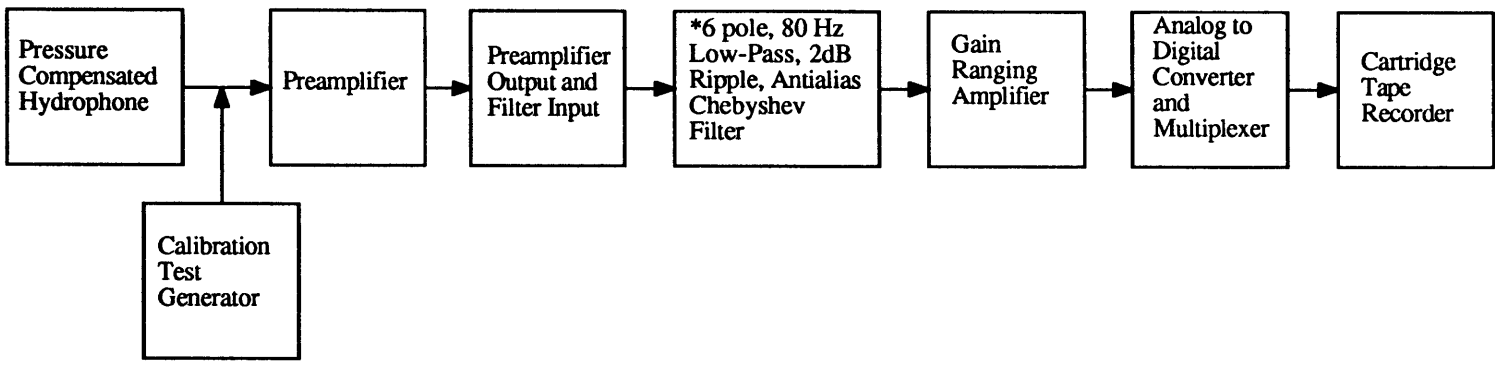 Pressure
Compensated
Hydrophone
Preamplifier
Preamplifier
Output and
Filter Input
*6 pole, 80 Hz
Low-Pass, 2dB
Ripple, Antialias
Chebyshev
Filter
Gain
Ranging
Amplifier
Analog to
Digital
Converter
and
Multiplexer
Cartridge
Tape
Recorder
Calibration
Test
Generator